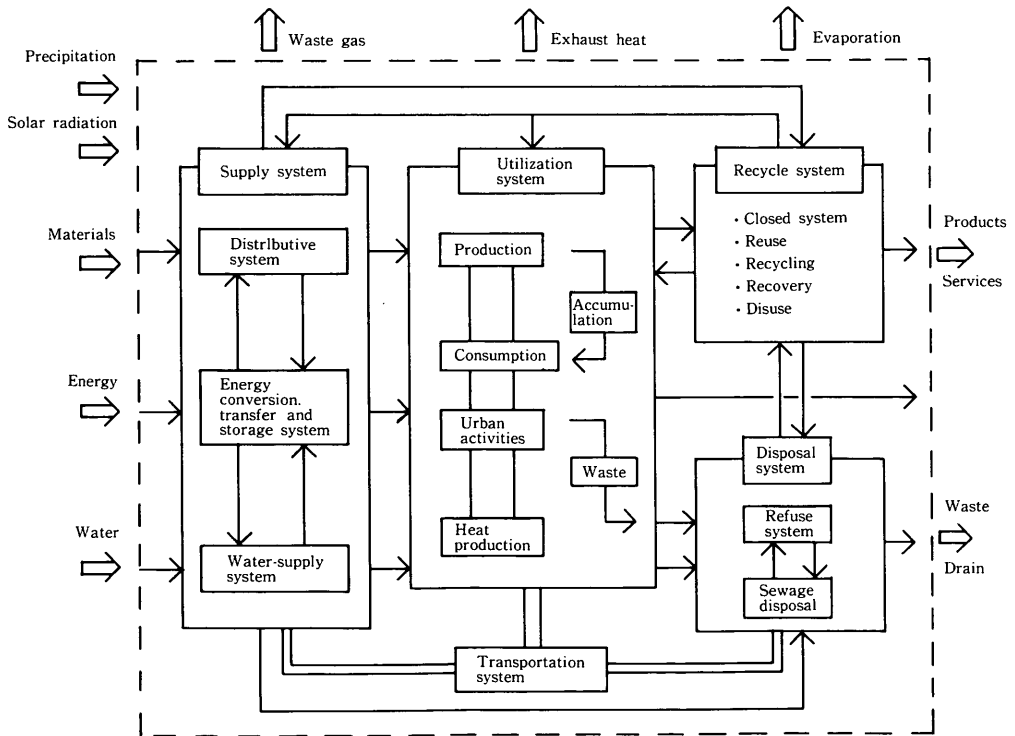 Waste gas
Exhaust heat
Evaporation
Precipitation
Solar radiation
Materials
Energy
Water
Supply system
Distrlbutive
system
Energy
conversion.
transfer and
storage system
Water-supply
system
Utilization
system
Production
Accumu-
lation
Consumption
Urban
activities
Waste
Heat
production
Recycle system
· Closed system
· Reuse
· Recycling
· Recovery
· Disuse
Disposal
system
Refuse
system
Sewage
disposal
Transportation
system
Products
Services
Waste
Drain